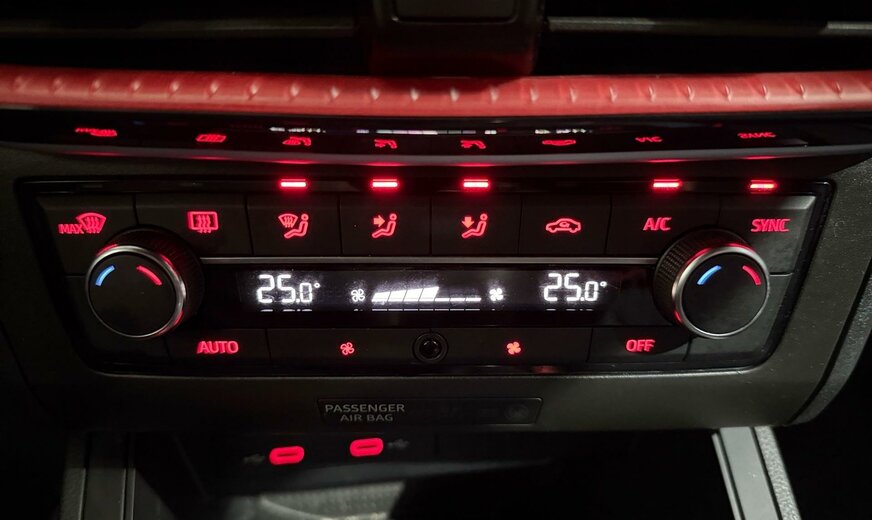 MAX
A/C
SYNC
25.0°
25.0°
AUTO
OFF
PASSENGER
AIR BAG